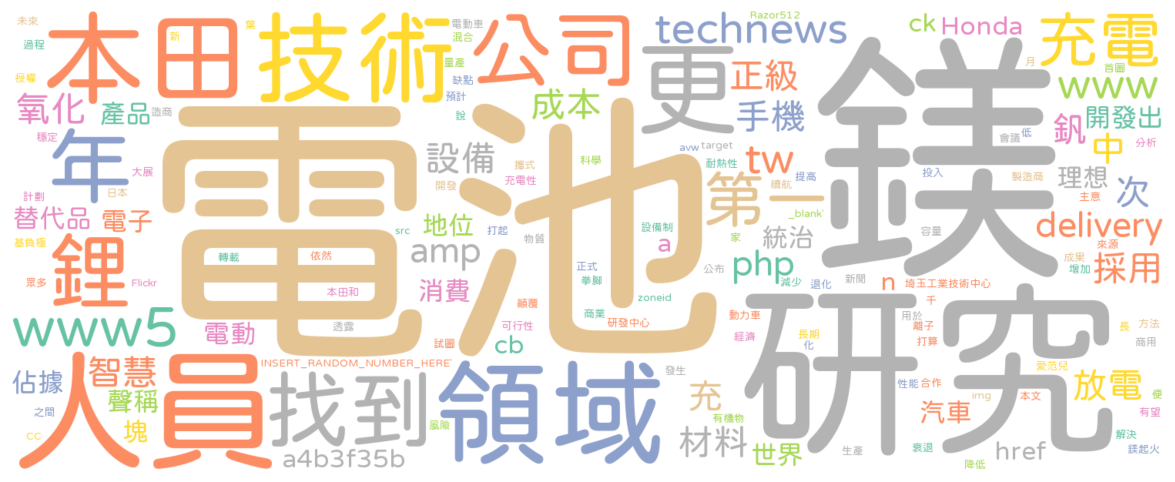 未來
過程
授權
本田
新
葉
技術
電動車
混合
量產
缺點
預計
說
公司
technews
Razor512
ck
Honda
月
首圖
充電
www
更
正級
手機
鎂
會議
低
釩
開發出
中
分析
氧化
產品
造商
穩定
年
大展
日本
計劃
電池
成本
設備
攜式
充電性
開發
科學
avw
target
耐熱性
tw
提高
續航
投入
理想
製造商
主意
次
替代品
電子
基負極
鋰
眾多
Flickr
src
地位
打起
物質
amp
轉載
依然
本田和
透露
正式
拳腳
消費
商業
顛覆
研發中心
可行性
試圖
cb
設備制
a
zoneid
第一
_blank'
家
統治
php
減少
公布
退化
新聞
容量
delivery
來源
成果
增加
採用
n
埼玉工業技術中心
千
用於
離子
打算
長
方法
商用
動力車
經濟
長期
化
www5
電動
人員
智慧
佔據
聲稱
之間
塊
CC
INSERT_RANDOM_NUMBER_HERE'
找到
a4b3f35b
風險
領域
發生
充
有機物
材料
世界
研究
性能
合作
汽車
img
本文
愛范兒
放電
便
有望
解決
鎂起火
衰退
href
降低
生產